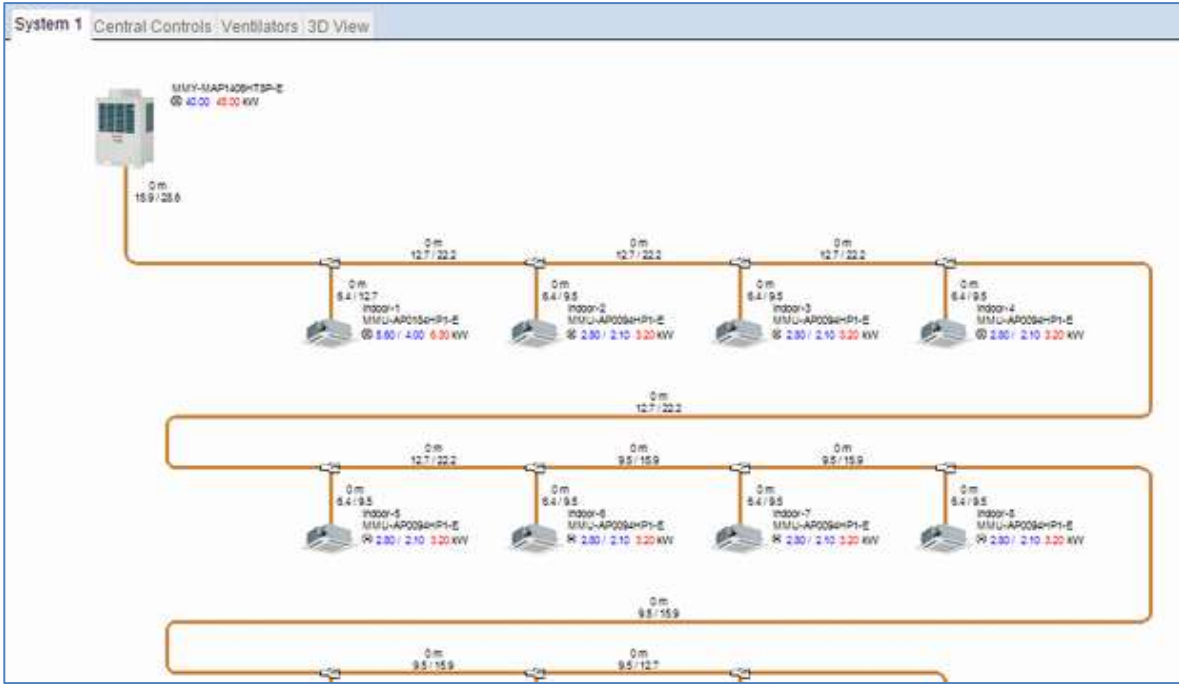 System 1 Central Controls Ventilators 3D View
40.00 45.00 kW
0 m
15.9 / 28.6
0 m
12.7 / 22.2
0 m
12.7 / 22.2
0 m
12.7 / 22.2
0 m
6.4 / 12.7
Indoor-1
MMU-AP0184HP1-E
5.60 / 4.00 6.30 kW
0 m
6.4 / 9.5
Indoor-2
MMU-AP0094HP1-E
2.80 / 2.10 3.20 kW
0 m
6.4 / 9.5
Indoor-3
MMU-AP0094HP1-E
2.80 / 2.10 3.20 kW
0 m
6.4 / 9.5
Indoor-4
MMU-AP0094HP1-E
2.80 / 2.10 3.20 kW
0 m
12.7 / 22.2
0 m
12.7 / 22.2
0 m
9.5 / 15.9
0 m
9.5 / 15.9
0 m
6.4 / 9.5
Indoor-5
MMU-AP0094HP1-E
2.80 / 2.10 3.20 kW
0 m
6.4 / 9.5
Indoor-6
MMU-AP0094HP1-E
2.80 / 2.10 3.20 kW
0 m
6.4 / 9.5
Indoor-7
MMU-AP0094HP1-E
2.80 / 2.10 3.20 kW
0 m
6.4 / 9.5
Indoor-8
MMU-AP0094HP1-E
2.80 / 2.10 3.20 kW
0 m
9.5 / 15.9
0 m
9.5 / 15.9
0 m
9.5 / 12.7